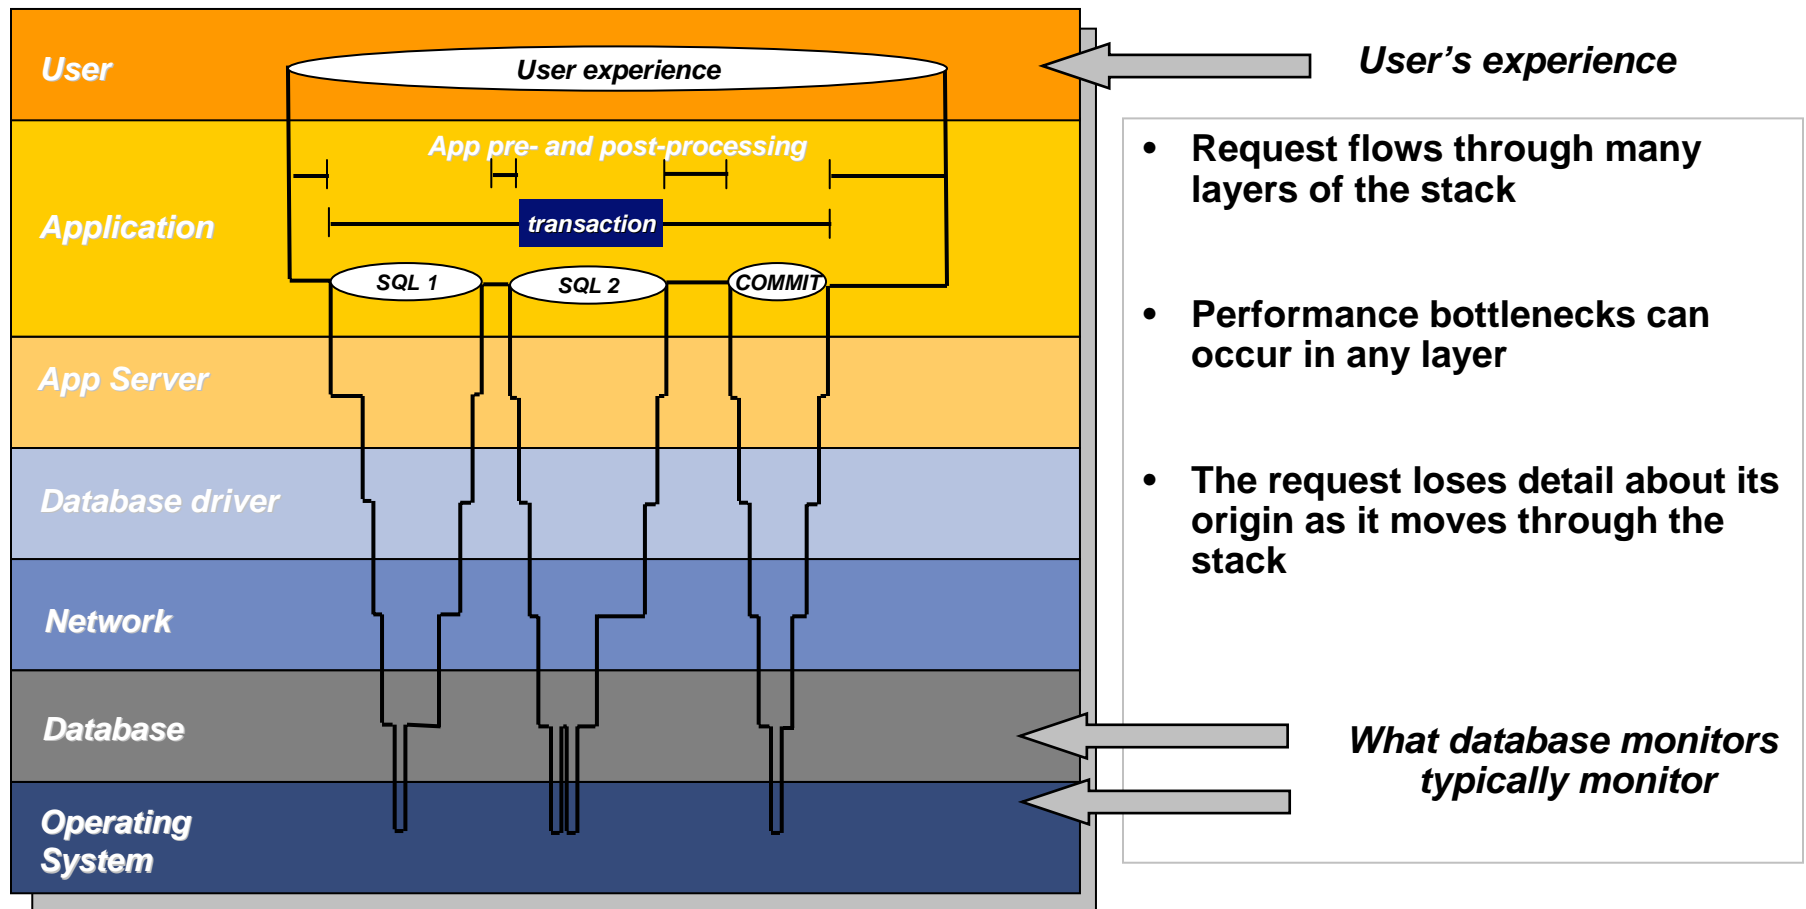 User
User experience
User's experience
App pre- and post-processing
Application
transaction
SQL 1
SQL 2
COMMIT
App Server
Database driver
Network
Database
Operating
System
• Request flows through many
layers of the stack
• Performance bottlenecks can
occur in any layer
• The request loses detail about its
origin as it moves through the
stack
What database monitors
typically monitor